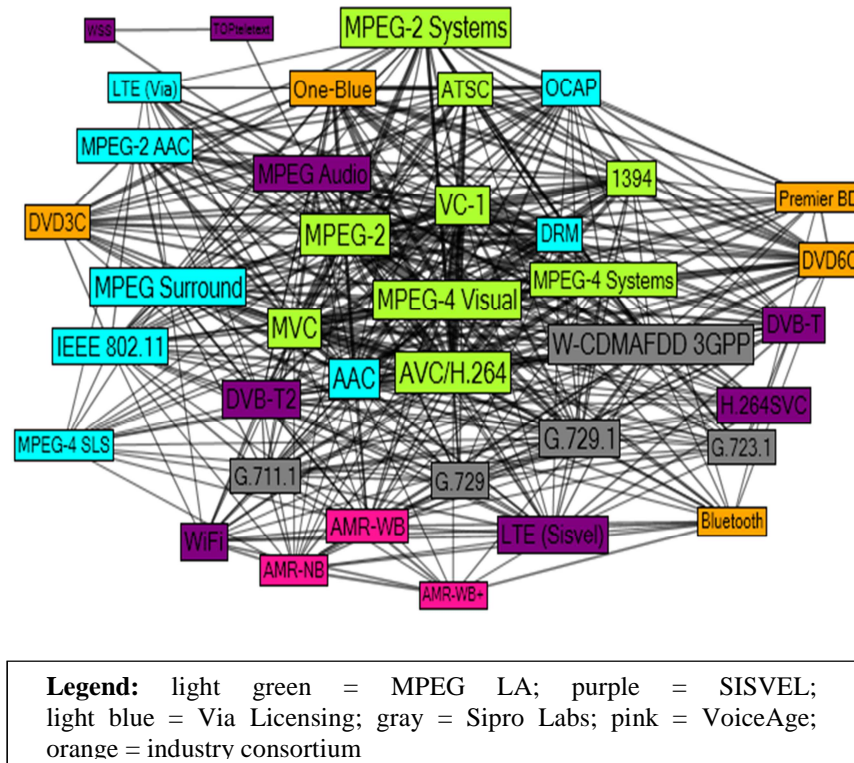 WSS
TOPteletext
MPEG-2 Systems
LTE (Via)
One-Blue
ATSC
OCAP
MPEG-2 AAC
MPEG Audio
1394
Premier BD
VC-1
DVD3C
MPEG-2
DRM
DVD6C
MPEG Surround
MPEG-4 Systems
MPEG-4 Visual
MVC
DVB-T
IEEE 802.11
W-CDMAFDD 3GPP
AAC
AVC/H.264
DVB-T2
H.264SVC
MPEG-4 SLS
G.729.1
G.723.1
G.711.1
G.729
WiFi
AMR-WB
LTE (Sisvel)
Bluetooth
AMR-NB
AMR-WB+
Legend: light green = MPEG LA; purple = SISVEL;
light blue = Via Licensing; gray = Sipro Labs; pink = VoiceAge;
orange = industry consortium